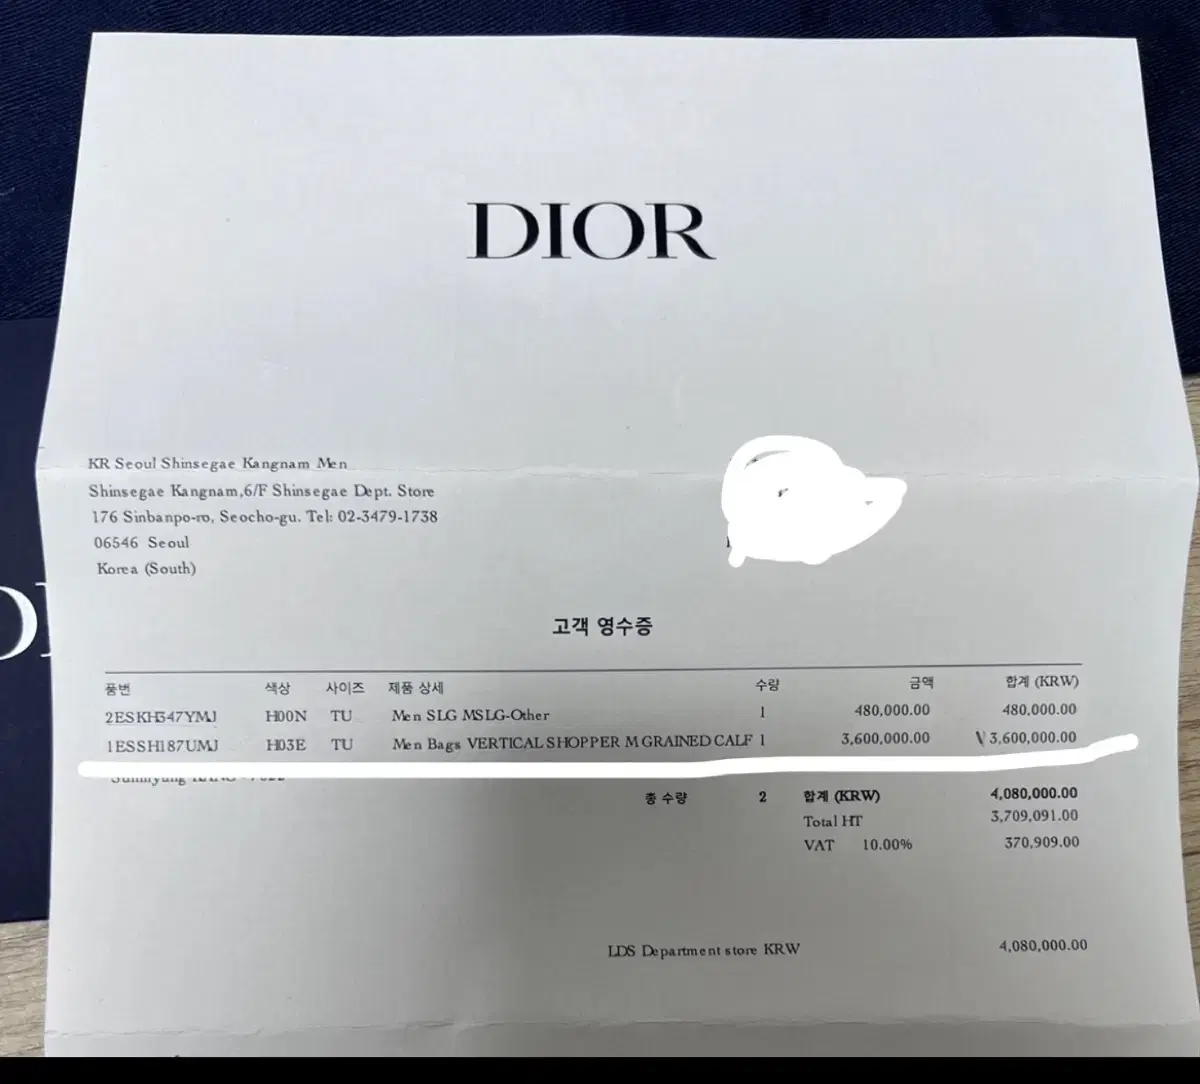 DIOR
KR Seoul Shinsegae Kangnam Men
Shinsegae Kangnam,6/F Shinsegae Dept. Store
176 Sinbanpo-ro, Seocho-gu. Tel: 02-3479-1738
06546 Seoul
Korea (South)
고객 영수증
품번 색상 사이즈 제품 상세 수량 금액 합계 (KRW)
2ESKH347YMJ H00N TU Men SLG MSLG-Other 1 480,000.00 480,000.00
1ESSH187UMJ H03E TU Men Bags VERTICAL SHOPPER M GRAINED CALF 1 3,600,000.00 3,600,000.00
총 수량 2 합계 (KRW) 4,080,000.00
Total HT 3,709,091.00
VAT 10.00% 370,909.00
LDS Department store KRW 4,080,000.00